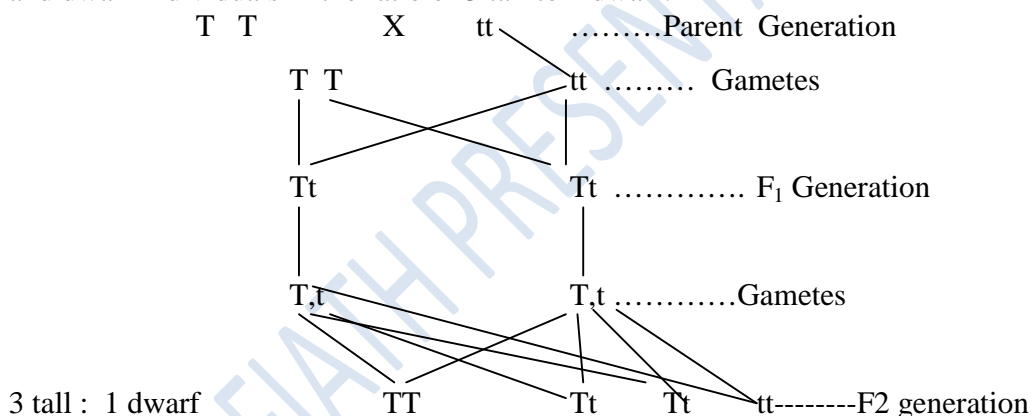 T T X tt ………Parent Generation
T T tt ……… Gametes
Tt Tt …………. F1 Generation
T,t T,t …………Gametes
3 tall : 1 dwarf TT Tt Tt tt--------F2 generation